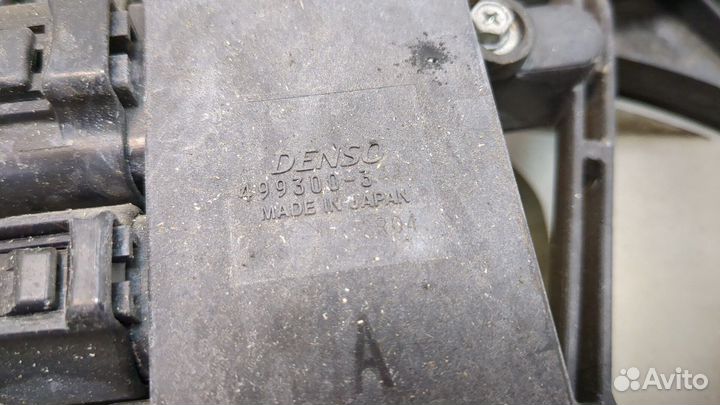 DENSO
499300-3
MADE IN JAPAN
A
Avito